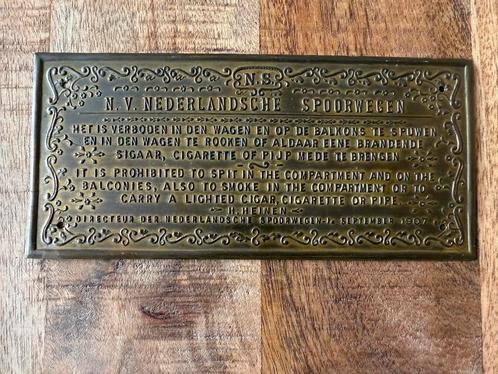 N.S.
N.V. NEDERLANDSCHE SPOORWEGEN
HET IS VERBODEN IN DEN WAGEN EN OP DE BALKONS TE SPUWEN
EN IN DEN WAGEN TE ROOKEN OF ALDAAR EENE BRANDENDE
SIGAAR, CIGARETTE OF PIJP MEDE TE BRENGEN
IT IS PROHIBITED TO SPIT IN THE COMPARTMENT AND ON THE
BALCONIES, ALSO TO SMOKE IN THE COMPARTMENT OR TO
CARRY A LIGHTED CIGAR, CIGARETTE OR PIPE.
H. HEINEN
DIRECTEUR DER NEDERLANDSCHE SPOORWEGEN SEPTEMBER